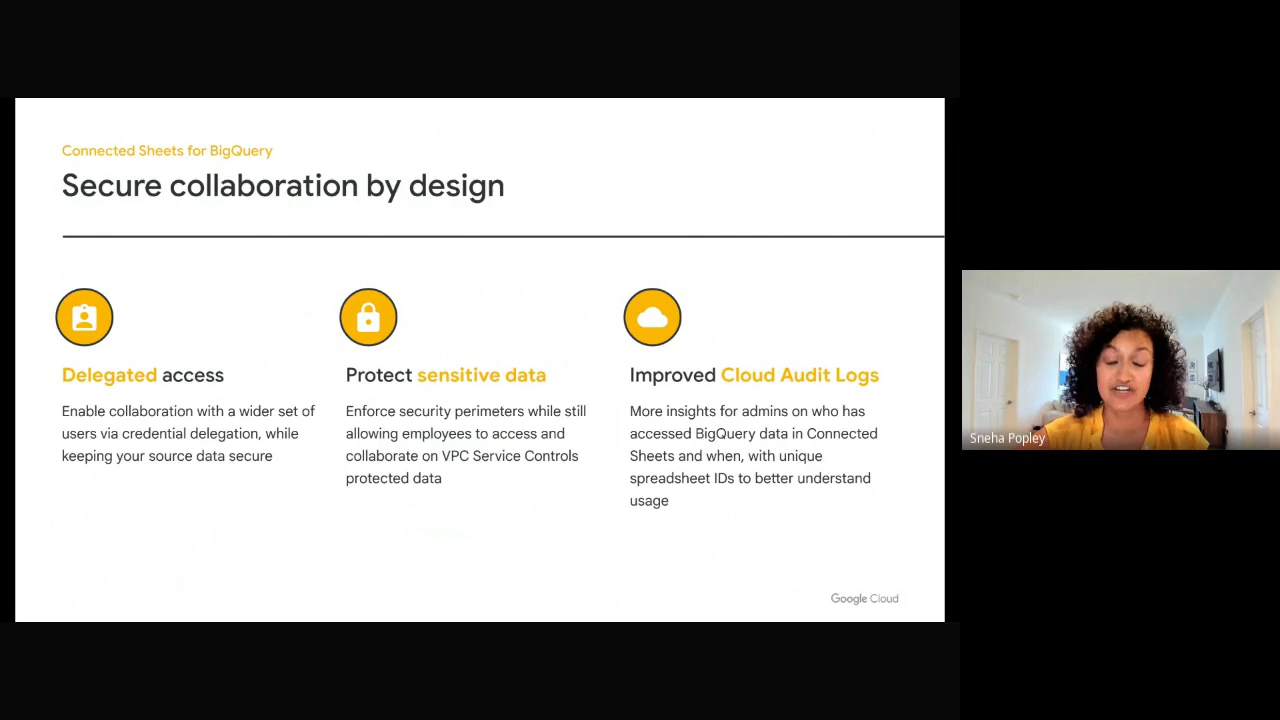 Connected Sheets for BigQuery
Secure collaboration by design
Delegated access
Enable collaboration with a wider set of
users via credential delegation, while
keeping your source data secure
Protect sensitive data
Enforce security perimeters while still
allowing employees to access and
collaborate on VPC Service Controls
protected data
Improved Cloud Audit Logs
More insights for admins on who has
accessed BigQuery data in Connected
Sheets and when, with unique
spreadsheet IDs to better understand
usage
Google Cloud
Sneha Popley